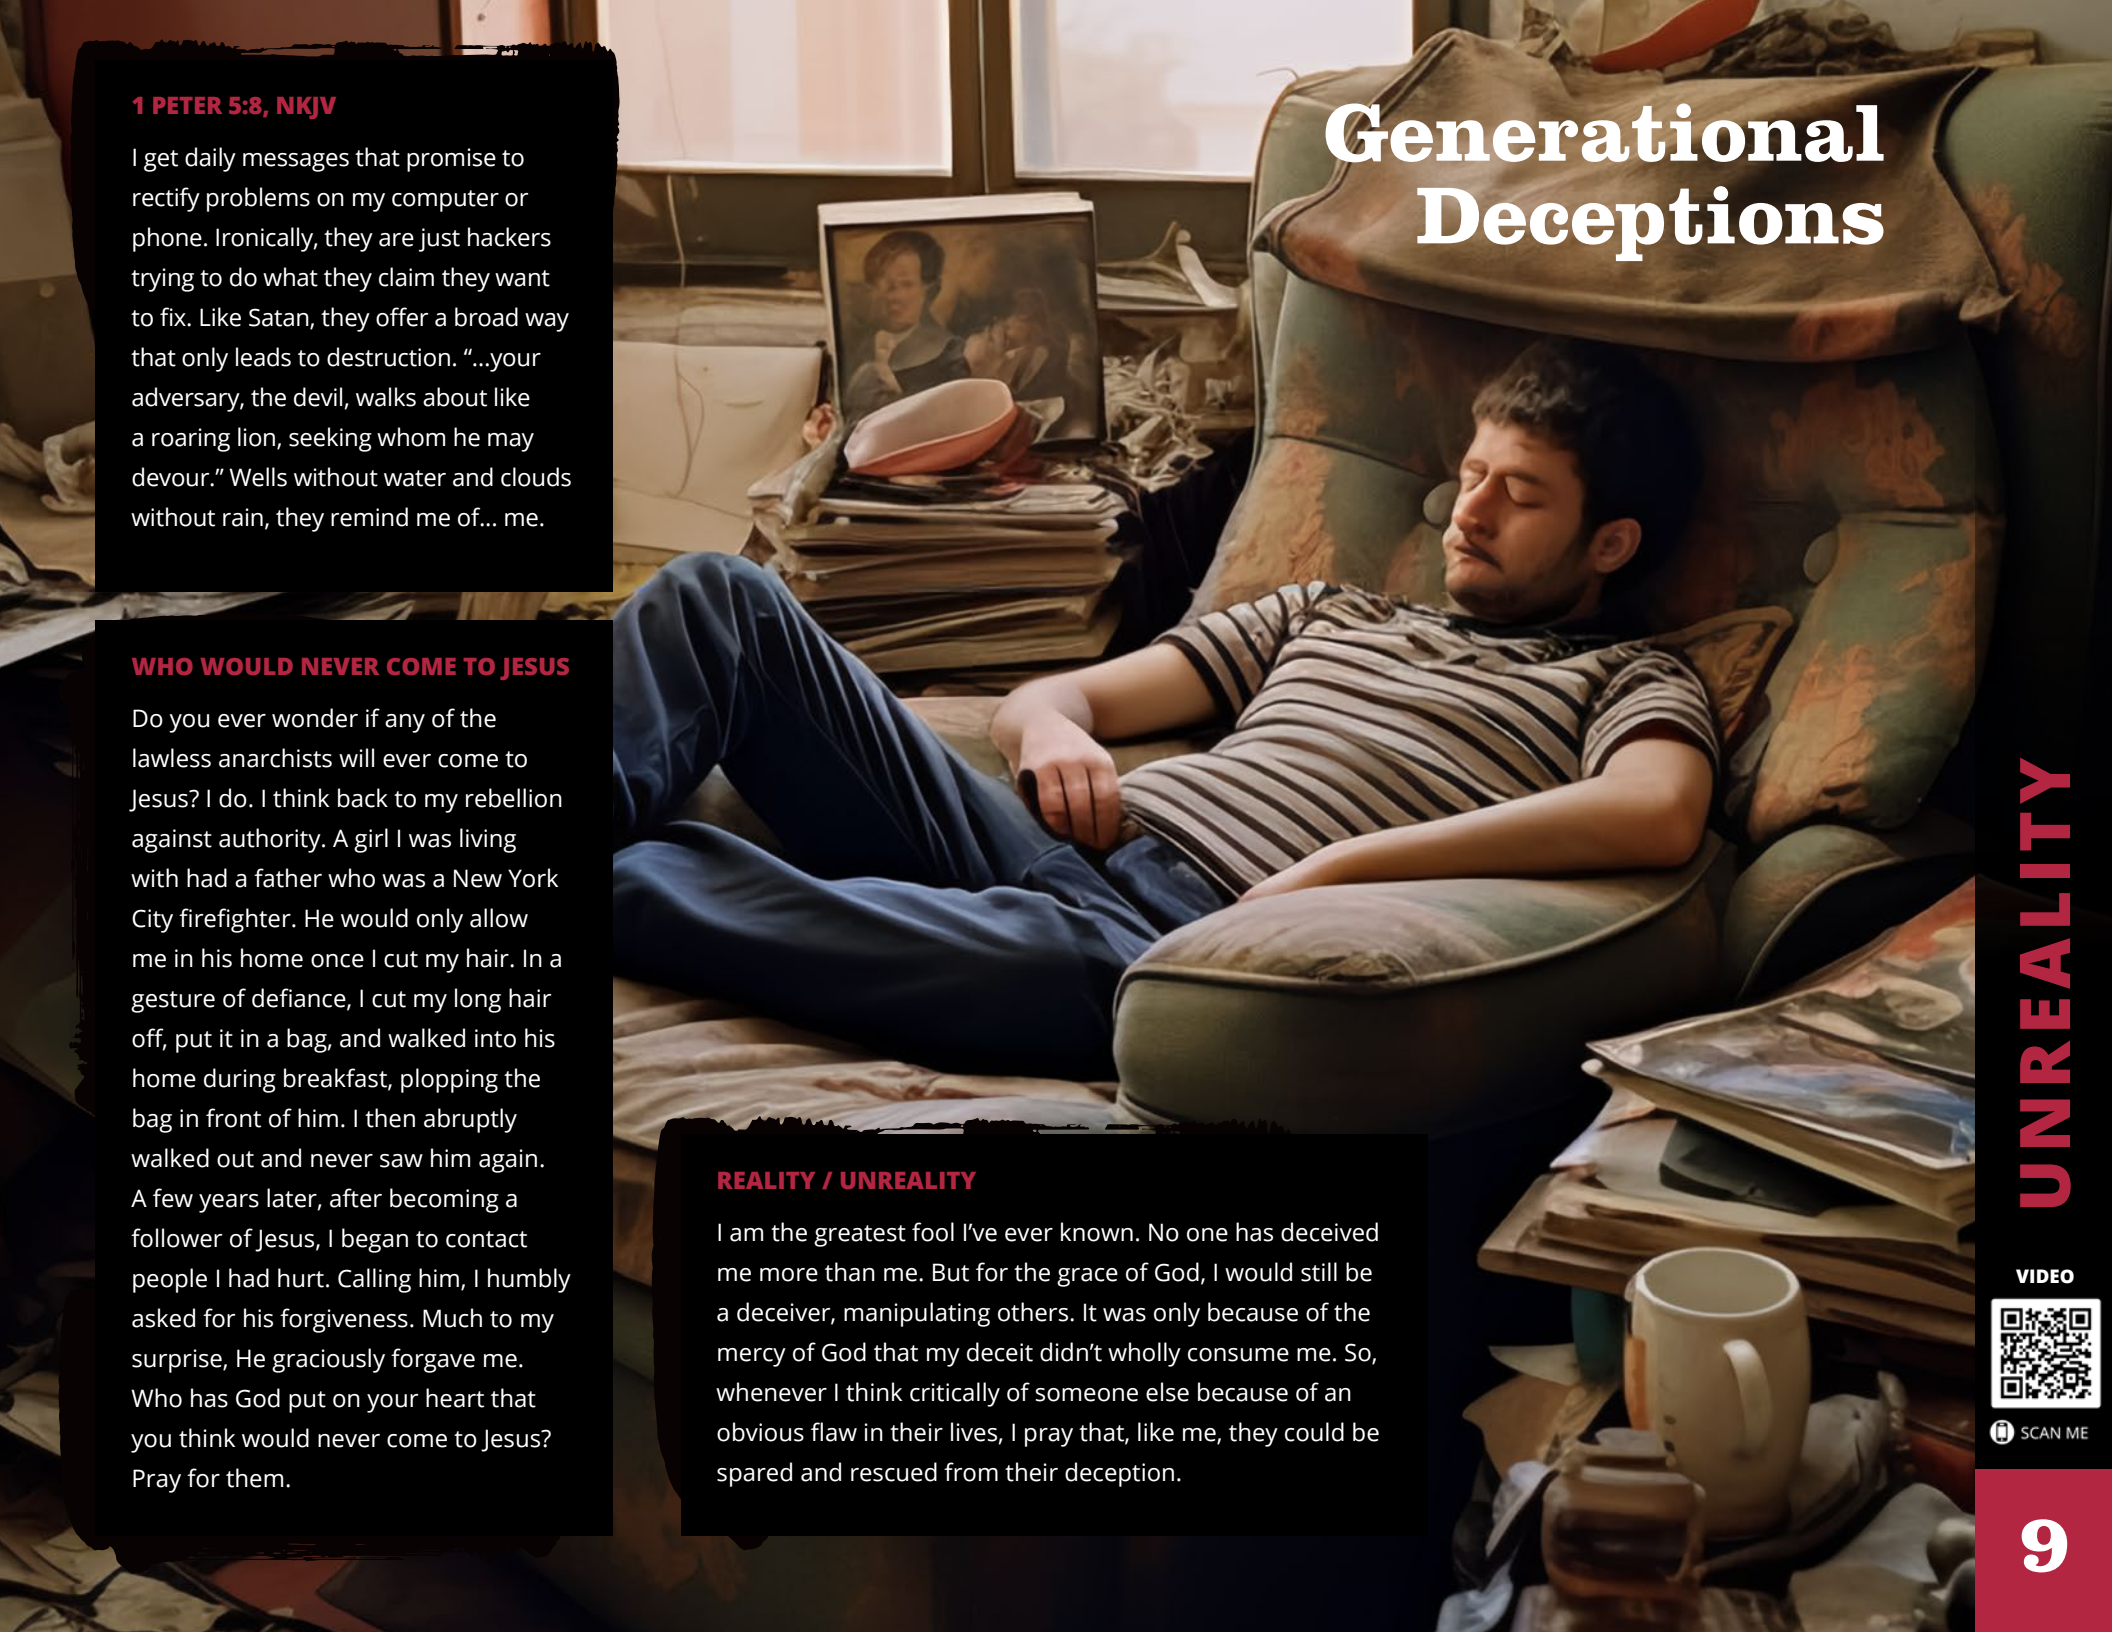 Generational
Deceptions
1 PETER 5:8, NKJV
I get daily messages that promise to
rectify problems on my computer or
phone. Ironically, they are just hackers
trying to do what they claim they want
to fix. Like Satan, they offer a broad way
that only leads to destruction. “...your
adversary, the devil, walks about like
a roaring lion, seeking whom he may
devour.” Wells without water and clouds
without rain, they remind me of... me.
WHO WOULD NEVER COME TO JESUS
Do you ever wonder if any of the
lawless anarchists will ever come to
Jesus? I do. I think back to my rebellion
against authority. A girl I was living
with had a father who was a New York
City firefighter. He would only allow
me in his home once I cut my hair. In a
gesture of defiance, I cut my long hair
off, put it in a bag, and walked into his
home during breakfast, plopping the
bag in front of him. I then abruptly
walked out and never saw him again.
A few years later, after becoming a
follower of Jesus, I began to contact
people I had hurt. Calling him, I humbly
asked for his forgiveness. Much to my
surprise, He graciously forgave me.
Who has God put on your heart that
you think would never come to Jesus?
Pray for them.
REALITY / UNREALITY
I am the greatest fool I’ve ever known. No one has deceived
me more than me. But for the grace of God, I would still be
a deceiver, manipulating others. It was only because of the
mercy of God that my deceit didn’t wholly consume me. So,
whenever I think critically of someone else because of an
obvious flaw in their lives, I pray that, like me, they could be
spared and rescued from their deception.
UNREALITY
VIDEO
SCAN ME
9